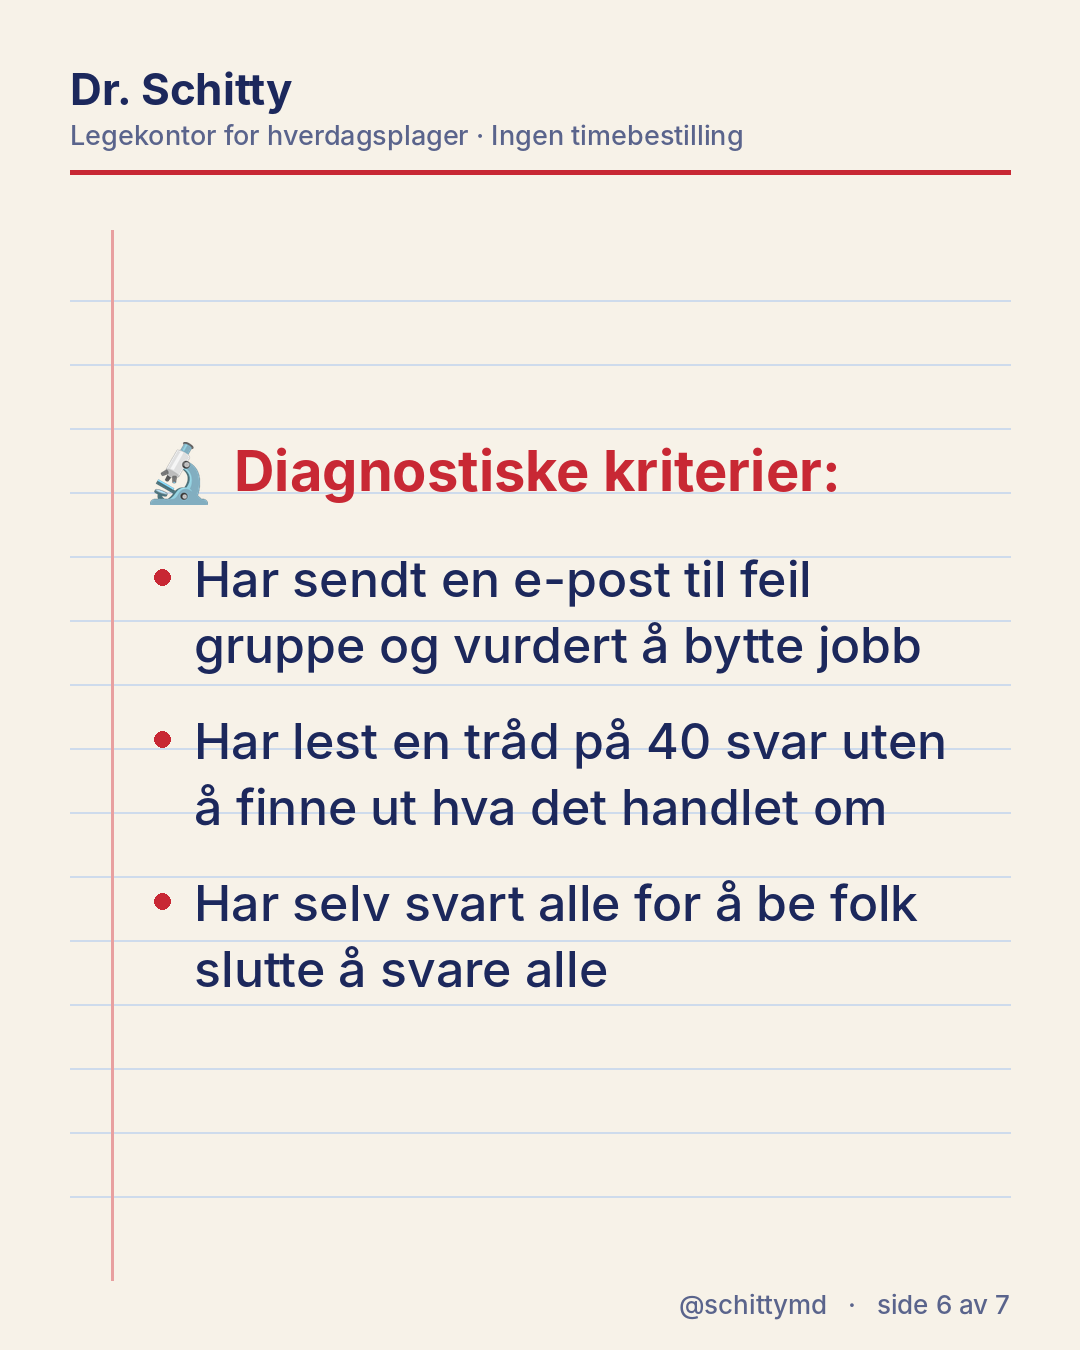 Dr. Schitty
Legekontor for hverdagsplager · Ingen timebestilling
🔬 Diagnostiske kriterier:
• Har sendt en e-post til feil
gruppe og vurdert å bytte jobb
• Har lest en tråd på 40 svar uten
å finne ut hva det handlet om
• Har selv svart alle for å be folk
slutte å svare alle
@schittymd · side 6 av 7